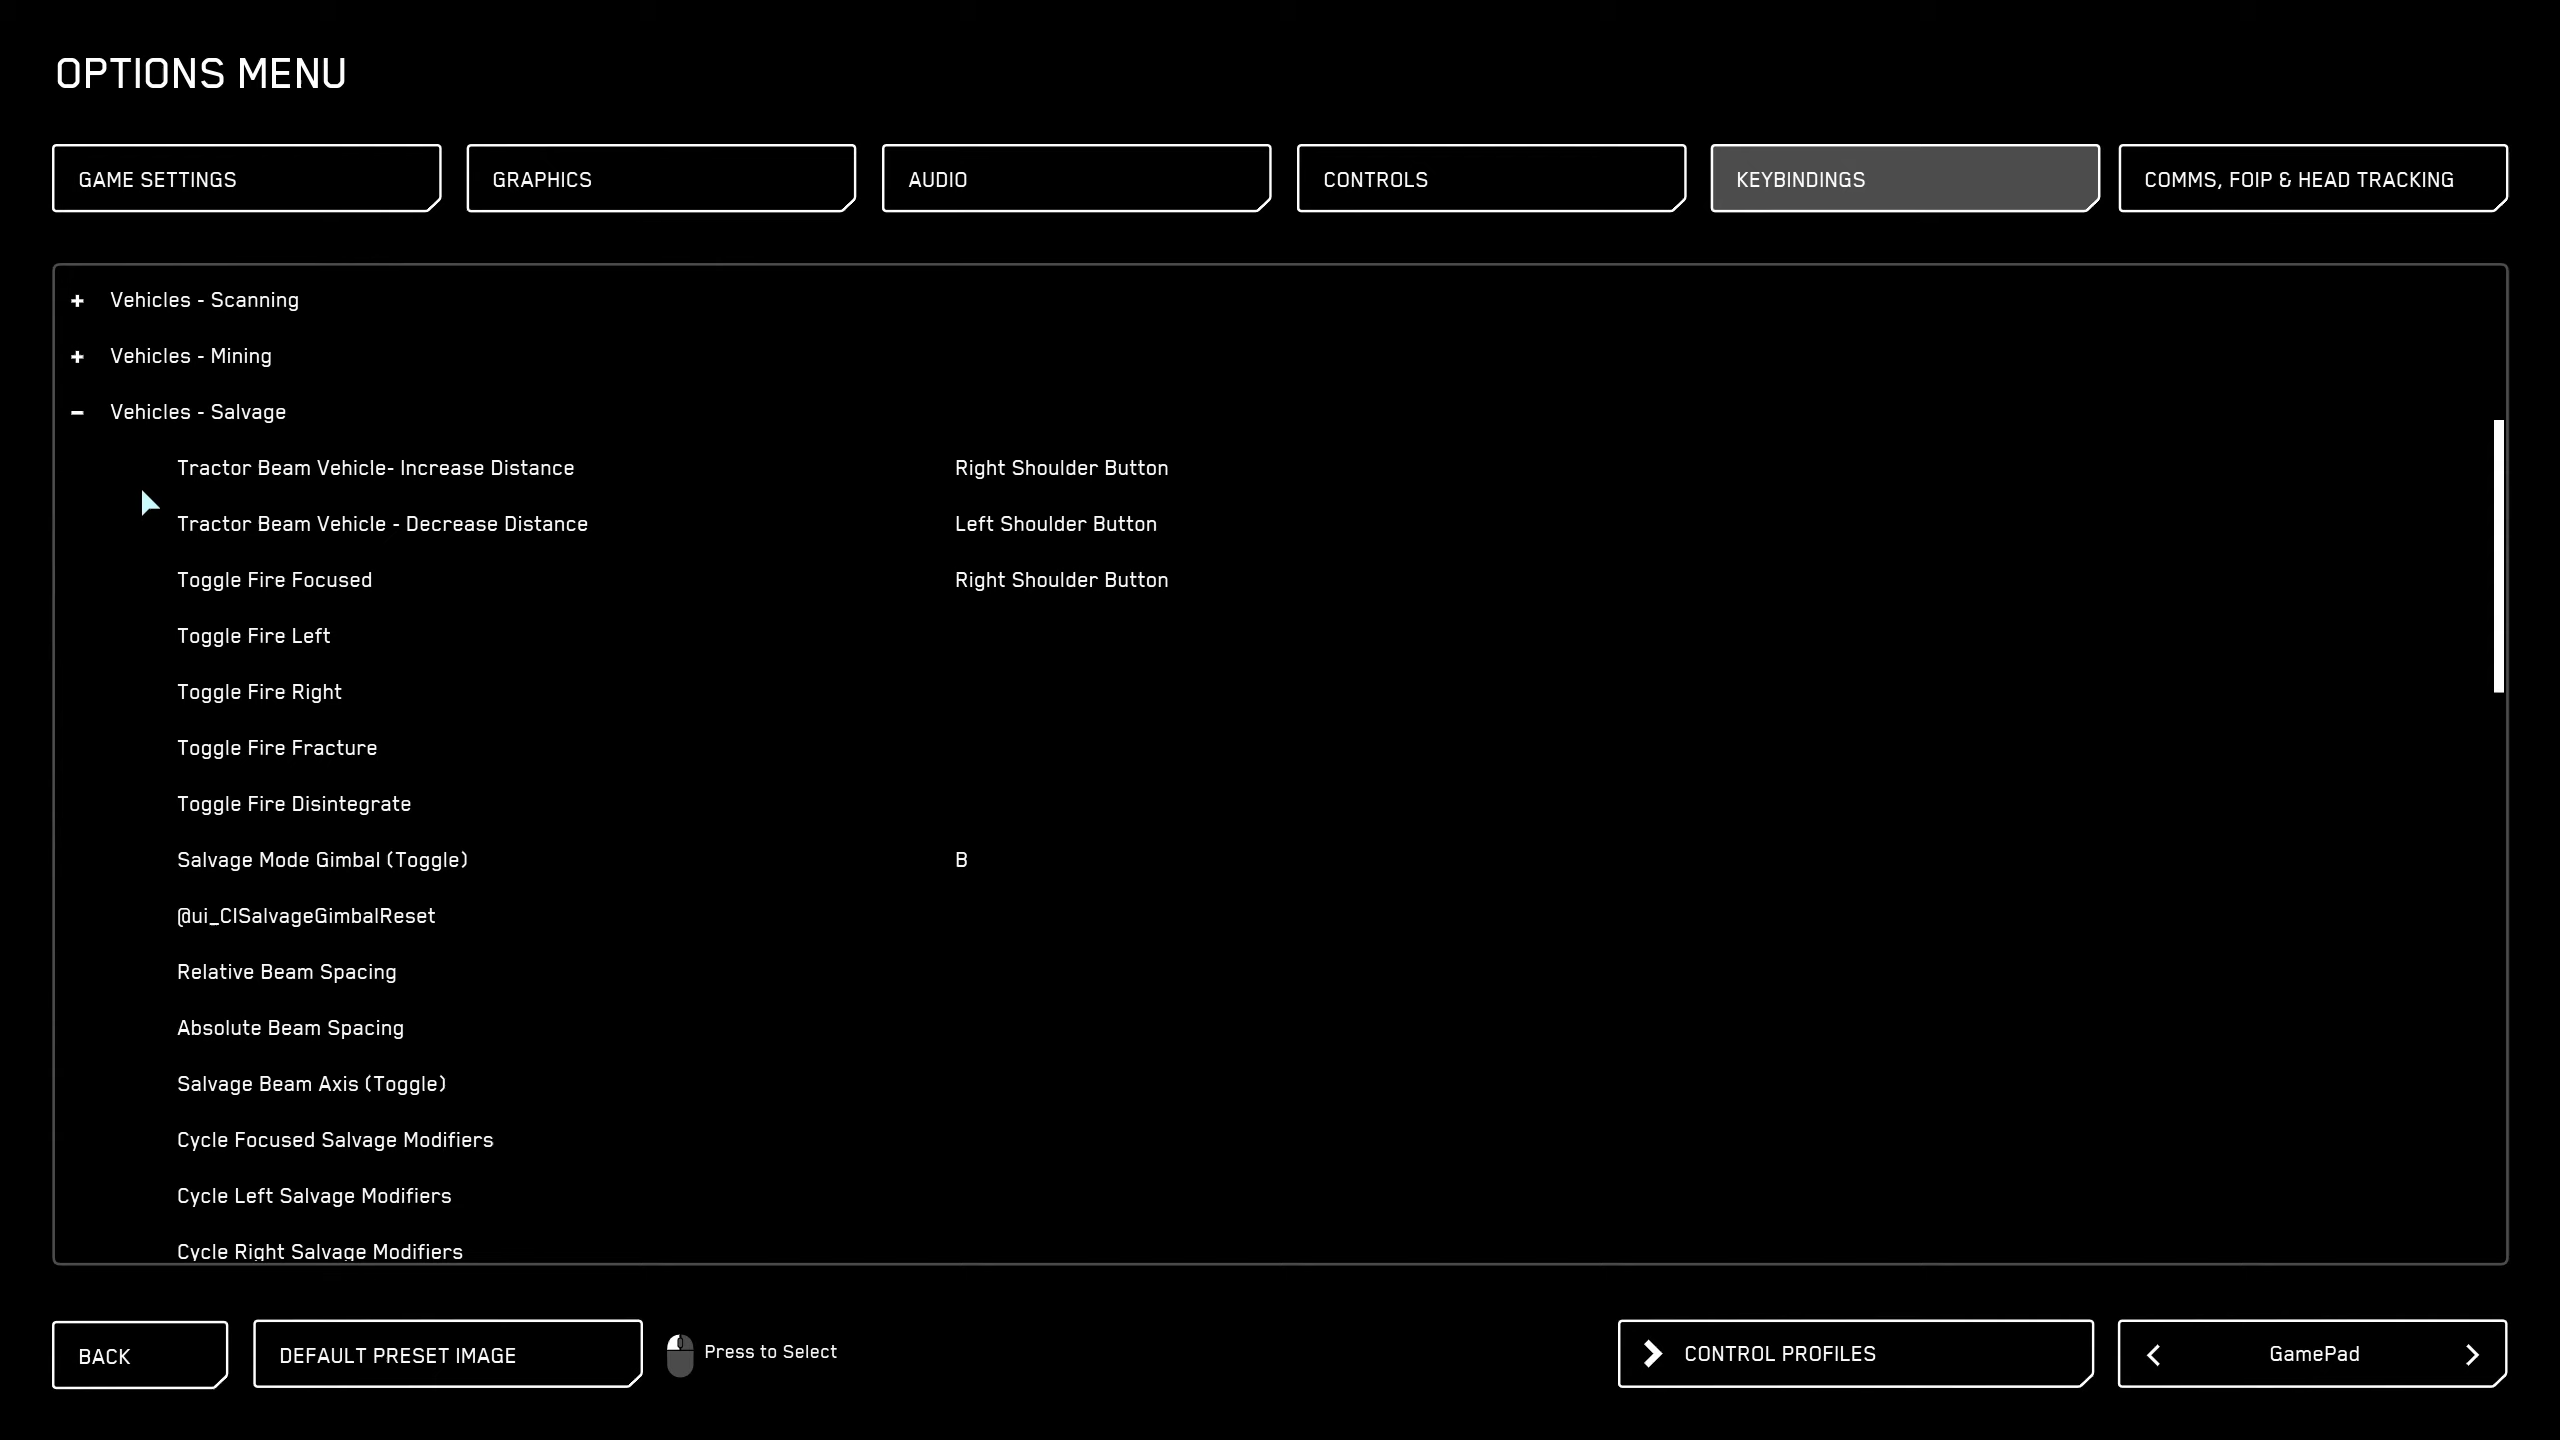 OPTIONS MENU
GAME SETTINGS
GRAPHICS
AUDIO
CONTROLS
KEYBINDINGS
COMMS, FOIP & HEAD TRACKING
+ Vehicles - Scanning
+ Vehicles - Mining
- Vehicles - Salvage
Tractor Beam Vehicle- Increase Distance Right Shoulder Button
Tractor Beam Vehicle - Decrease Distance Left Shoulder Button
Toggle Fire Focused Right Shoulder Button
Toggle Fire Left
Toggle Fire Right
Toggle Fire Fracture
Toggle Fire Disintegrate
Salvage Mode Gimbal (Toggle) B
@ui_CISalvageGimbalReset
Relative Beam Spacing
Absolute Beam Spacing
Salvage Beam Axis (Toggle)
Cycle Focused Salvage Modifiers
Cycle Left Salvage Modifiers
Cycle Right Salvage Modifiers
BACK
DEFAULT PRESET IMAGE
Press to Select
CONTROL PROFILES
GamePad